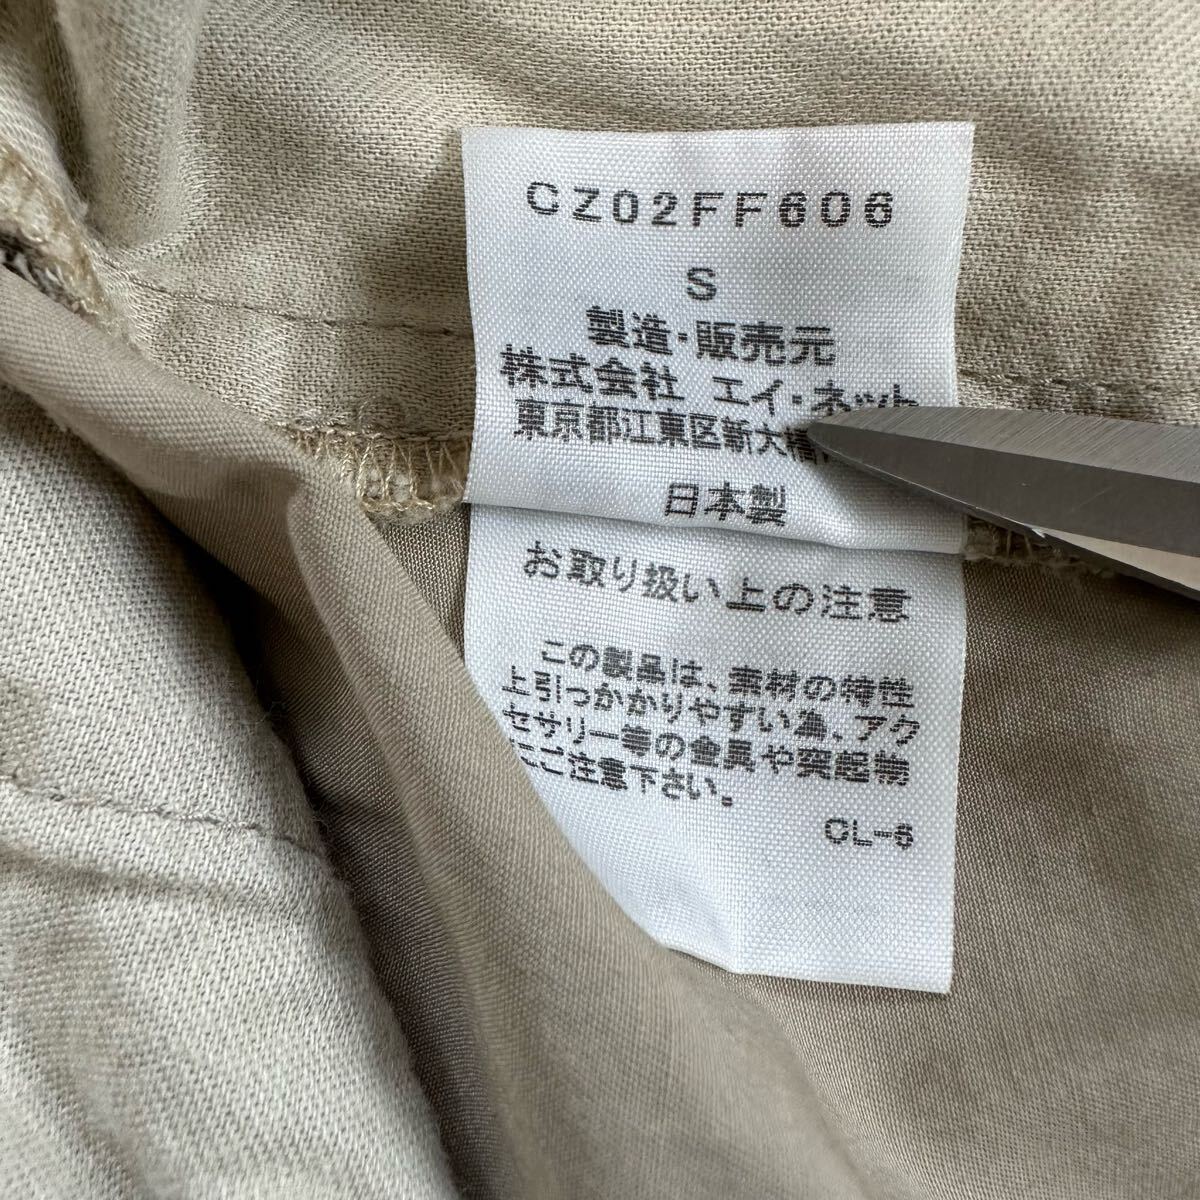 CZ02FF606
S
製造・販売元
株式会社 エイ・ネット
東京都江東区新大橋
日本製
お取り扱い上の注意
この製品は、素材の特性
上引っかかりやすい為、アク
セサリー等の金具や突起物
にご注意下さい。
CL-6